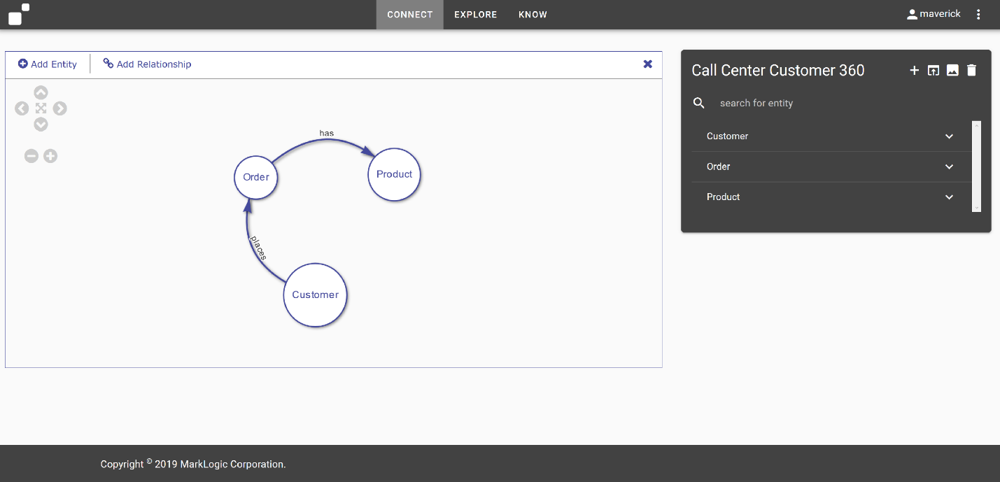 CONNECT EXPLORE KNOW maverick
Add Entity Add Relationship
Call Center Customer 360
search for entity
Customer
Order
Product
has
Order
Product
places
Customer
Copyright © 2019 MarkLogic Corporation.